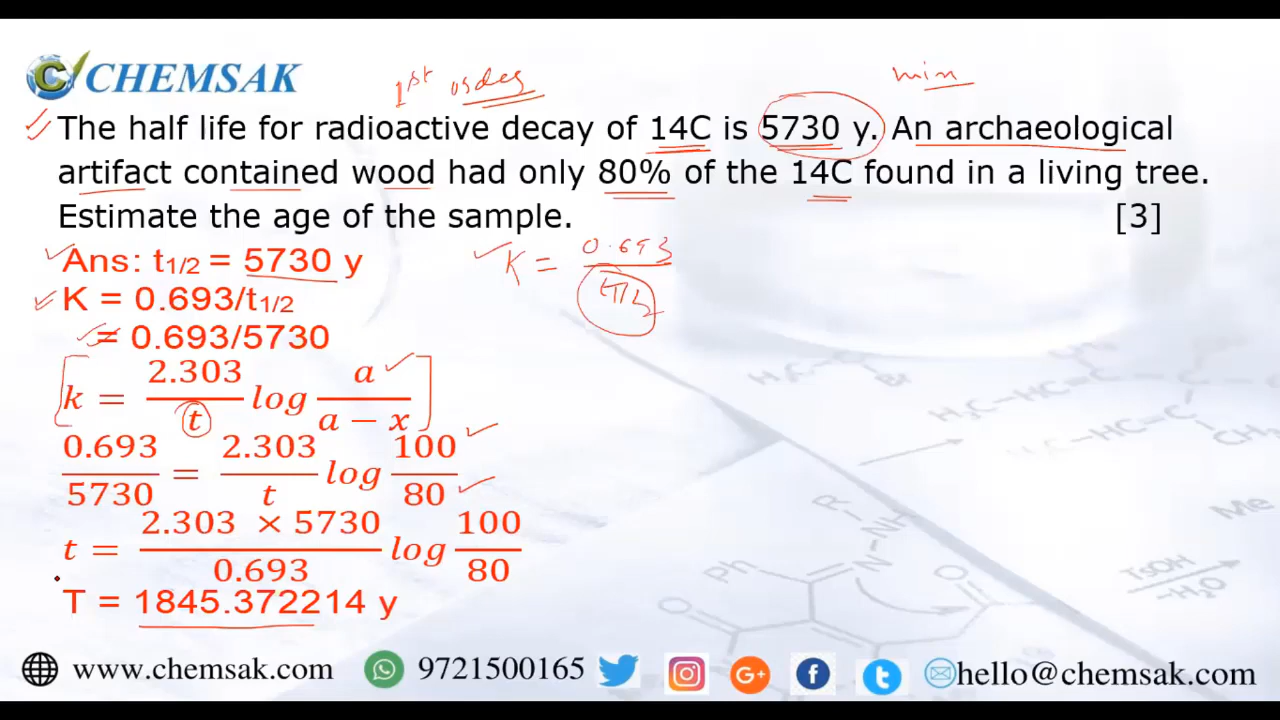 CHEMSAK
1st order
min
The half life for radioactive decay of 14C is 5730 y. An archaeological
artifact contained wood had only 80% of the 14C found in a living tree.
Estimate the age of the sample. [3]
Ans: t1/2 = 5730 y
K = 0.693/t1/2
= 0.693/5730
K = 0.693 / t1/2
k = 2.303/t log a/(a − x)
0.693/5730 = 2.303/t log 100/80
t = (2.303 × 5730)/0.693 log 100/80
T = 1845.372214 y
www.chemsak.com 9721500165 hello@chemsak.com